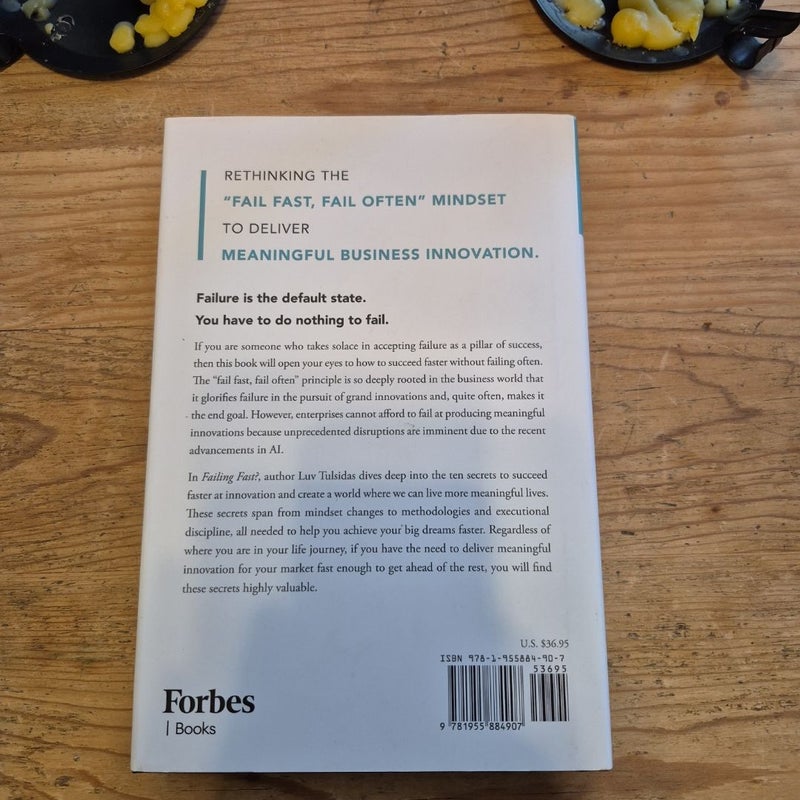 RETHINKING THE
"FAIL FAST, FAIL OFTEN" MINDSET
TO DELIVER
MEANINGFUL BUSINESS INNOVATION.
Failure is the default state.
You have to do nothing to fail.
If you are someone who takes solace in accepting failure as a pillar of success,
then this book will open your eyes to how to succeed faster without failing often.
The "fail fast, fail often" principle is so deeply rooted in the business world that
it glorifies failure in the pursuit of grand innovations and, quite often, makes it
the end goal. However, enterprises cannot afford to fail at producing meaningful
innovations because unprecedented disruptions are imminent due to the recent
advancements in AI.
In Failing Fast?, author Luv Tulsidas dives deep into the ten secrets to succeed
faster at innovation and create a world where we can live more meaningful lives.
These secrets span from mindset changes to methodologies and executional
discipline, all needed to help you achieve your big dreams faster. Regardless of
where you are in your life journey, if you have the need to deliver meaningful
innovation for your market fast enough to get ahead of the rest, you will find
these secrets highly valuable.
U.S. $36.95
ISBN 978-1-955884-90-7
53695
9 781955 884907
Forbes
| Books